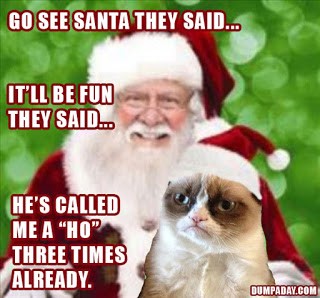 GO SEE SANTA THEY SAID...
IT'LL BE FUN
THEY SAID...
HE'S CALLED
ME A "HO"
THREE TIMES
ALREADY.
DUMPADAY.COM